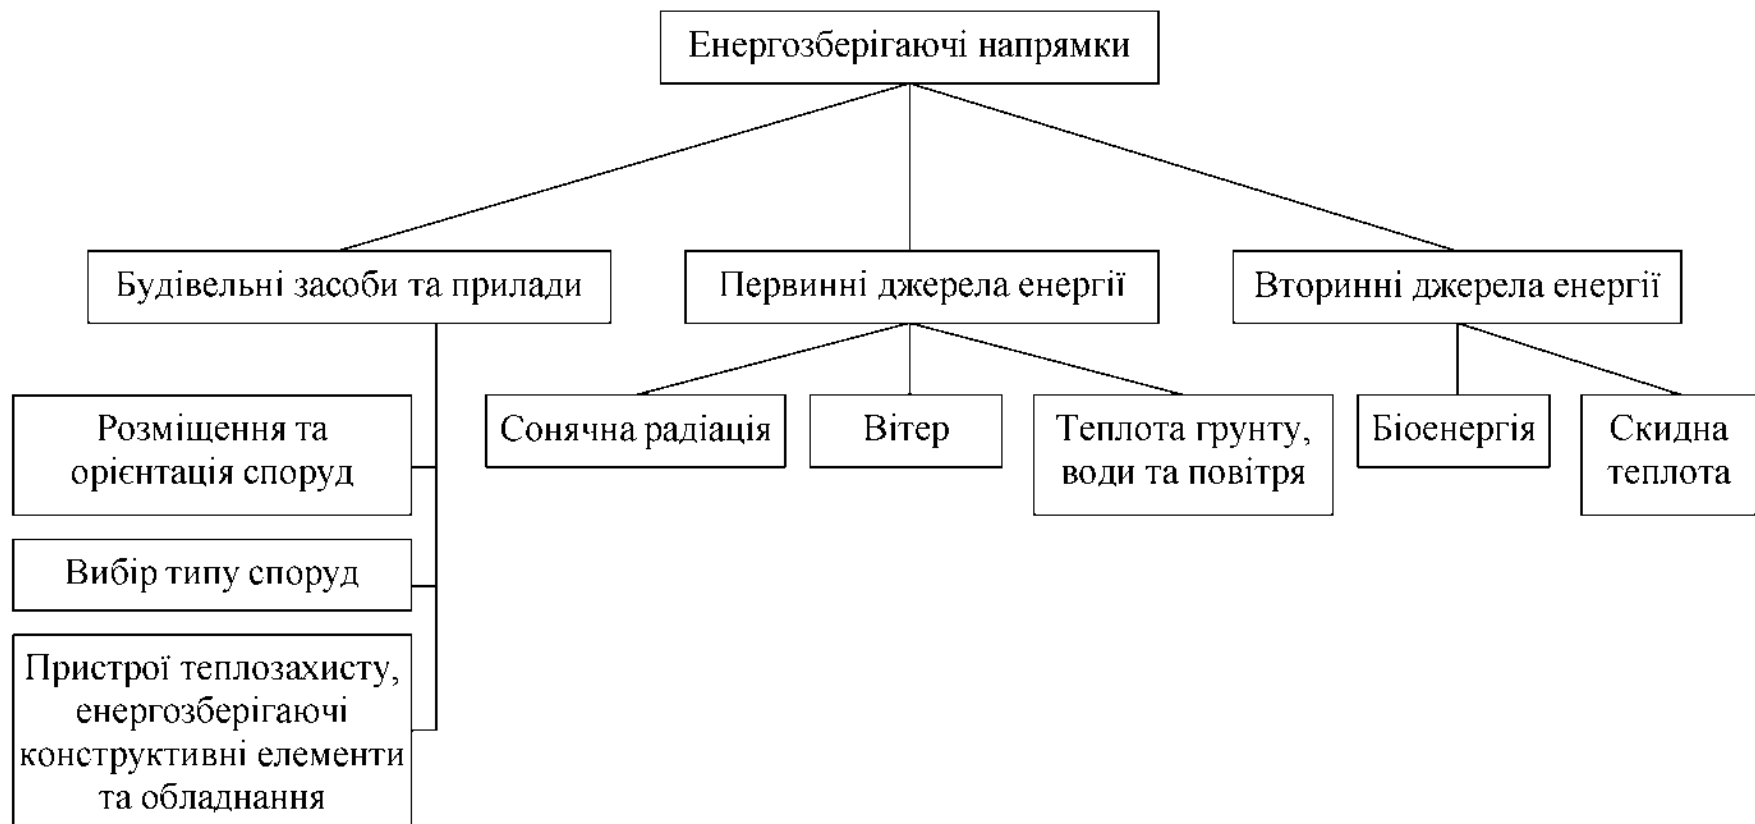 Енергозберігаючі напрямки
Будівельні засоби та прилади
Первинні джерела енергії
Вторинні джерела енергії
Розміщення та
орієнтація споруд
Вибір типу споруд
Пристрої теплозахисту,
енергозберігаючі
конструктивні елементи
та обладнання
Сонячна радіація
Вітер
Теплота грунту,
води та повітря
Біоенергія
Скидна
теплота